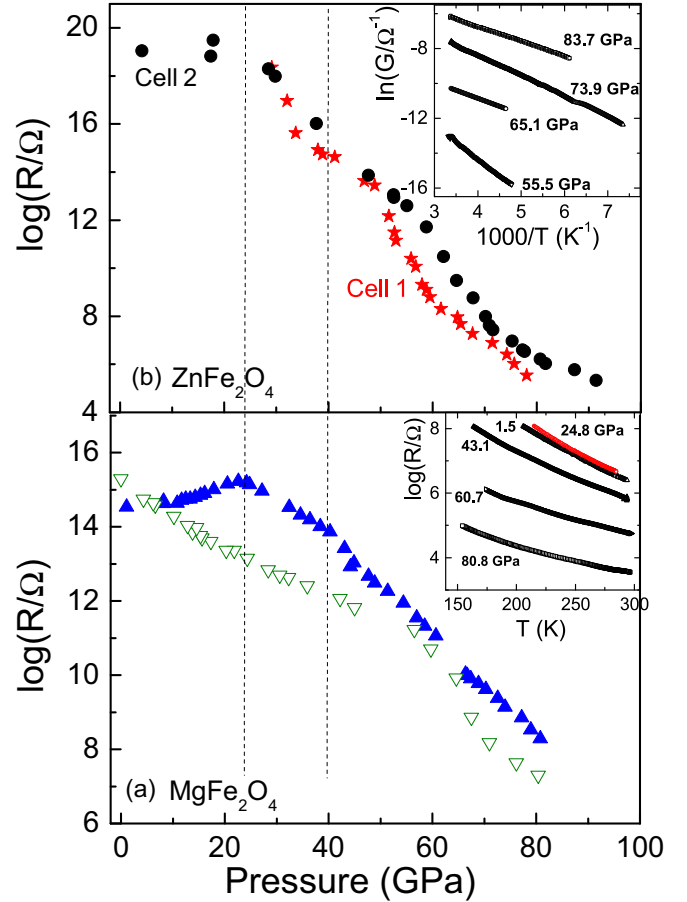 20
16
12
8
4
log(R/Ω)
Cell 2
Cell 1
(b) ZnFe₂O₄
ln(G/Ω⁻¹)
-8
-12
-16
83.7 GPa
73.9 GPa
65.1 GPa
55.5 GPa
3 4 5 6 7
1000/T (K⁻¹)
16
14
12
10
8
6
log(R/Ω)
(a) MgFe₂O₄
log(R/Ω)
8
6
4
1.5
24.8 GPa
43.1
60.7
80.8 GPa
150 200 250 300
T (K)
0 20 40 60 80 100
Pressure (GPa)